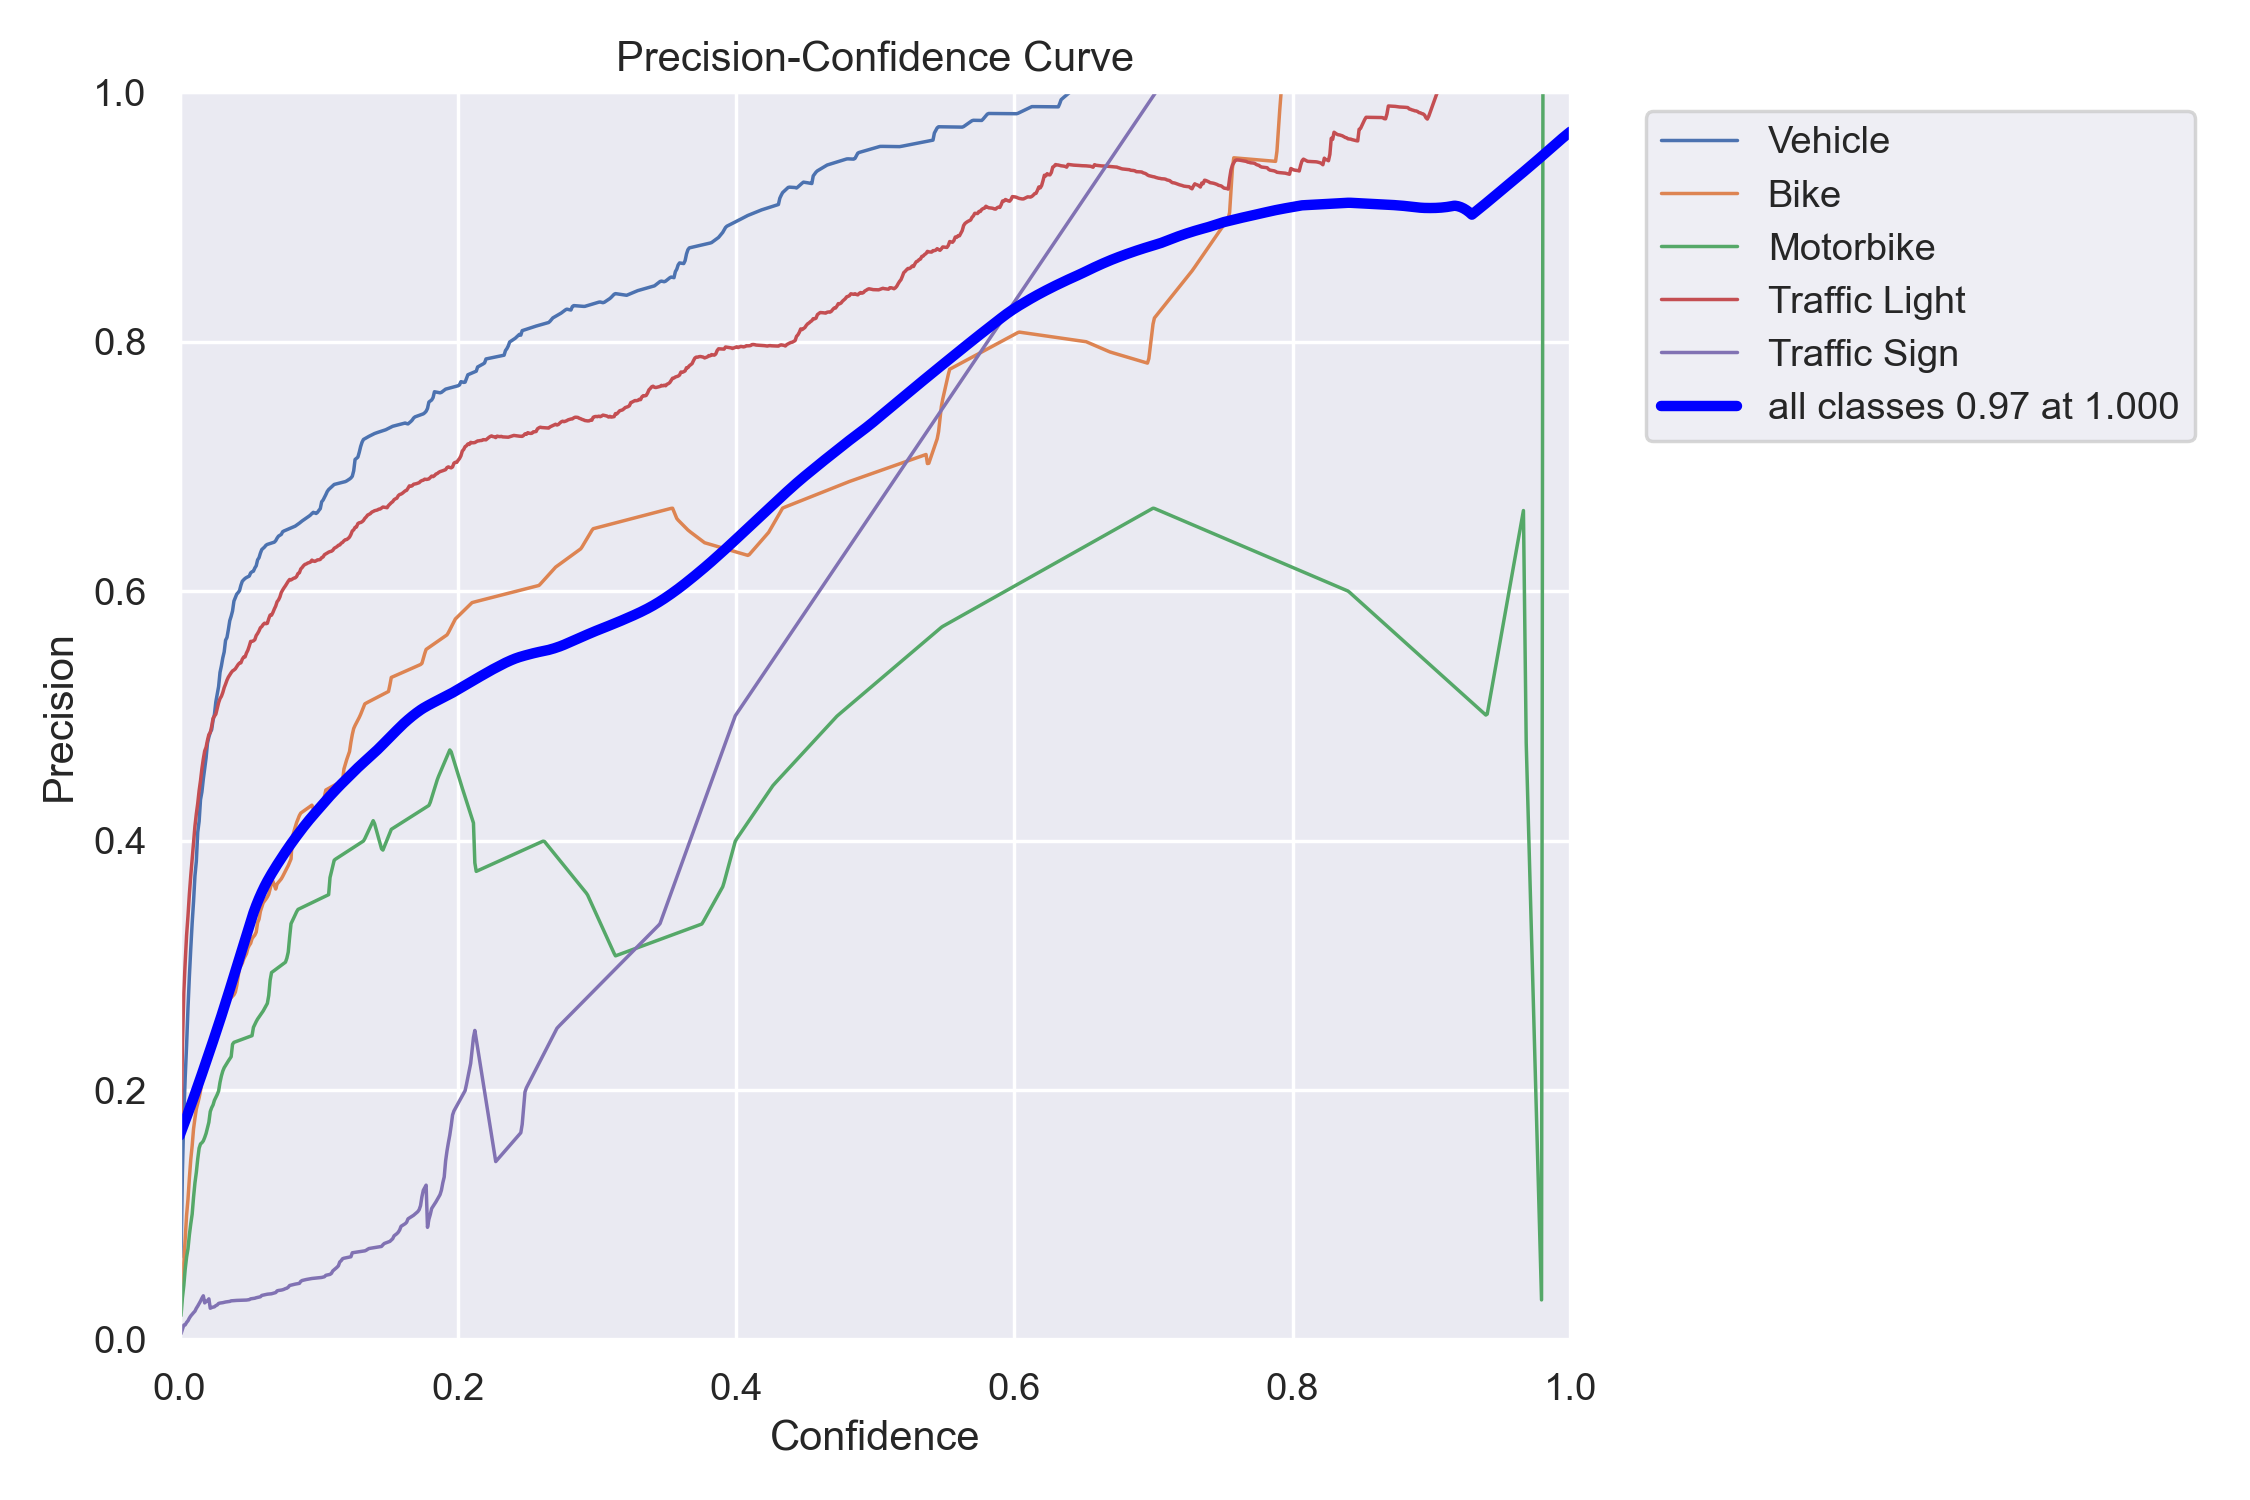 Precision-Confidence Curve
1.0
0.8
0.6
0.4
0.2
0.0
Precision
0.0 0.2 0.4 0.6 0.8 1.0
Confidence
Vehicle
Bike
Motorbike
Traffic Light
Traffic Sign
all classes 0.97 at 1.000